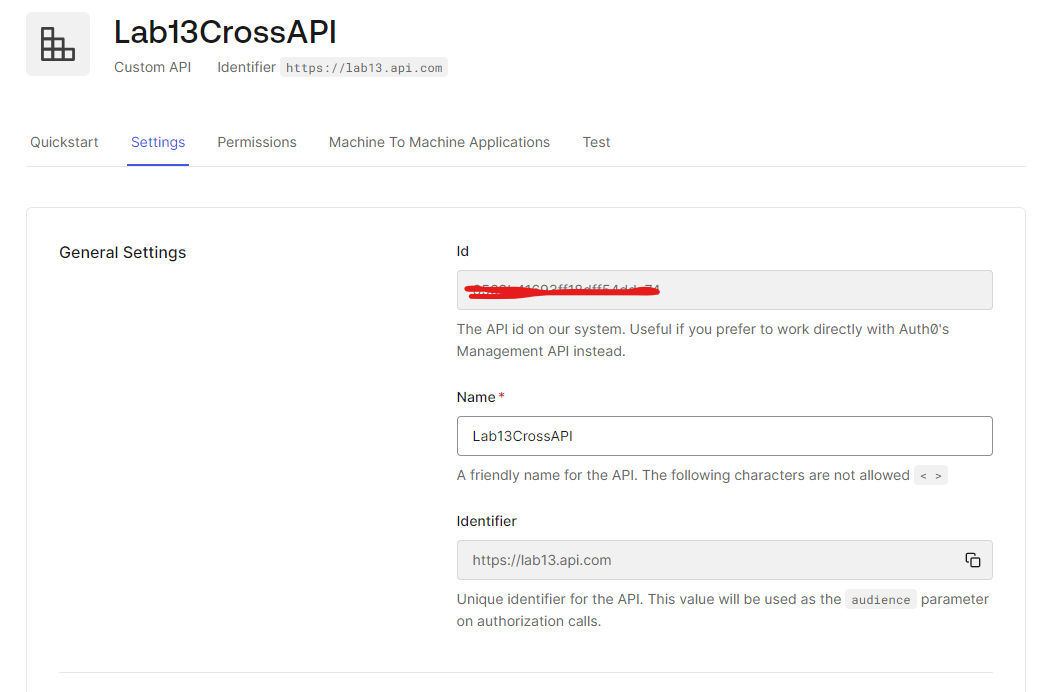 Lab13CrossAPI
Custom API Identifier https://lab13.api.com
Quickstart Settings Permissions Machine To Machine Applications Test
General Settings
Id
The API id on our system. Useful if you prefer to work directly with Auth0's
Management API instead.
Name *
Lab13CrossAPI
A friendly name for the API. The following characters are not allowed < >
Identifier
https://lab13.api.com
Unique identifier for the API. This value will be used as the audience parameter
on authorization calls.